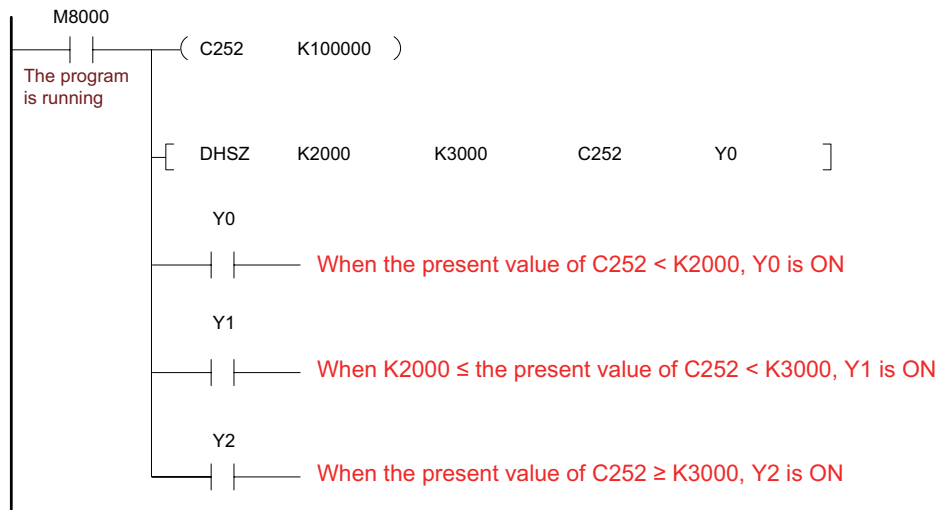 M8000
C252 K100000
The program
is running
DHSZ K2000 K3000 C252 Y0
Y0
When the present value of C252 < K2000, Y0 is ON
Y1
When K2000 ≤ the present value of C252 < K3000, Y1 is ON
Y2
When the present value of C252 ≥ K3000, Y2 is ON